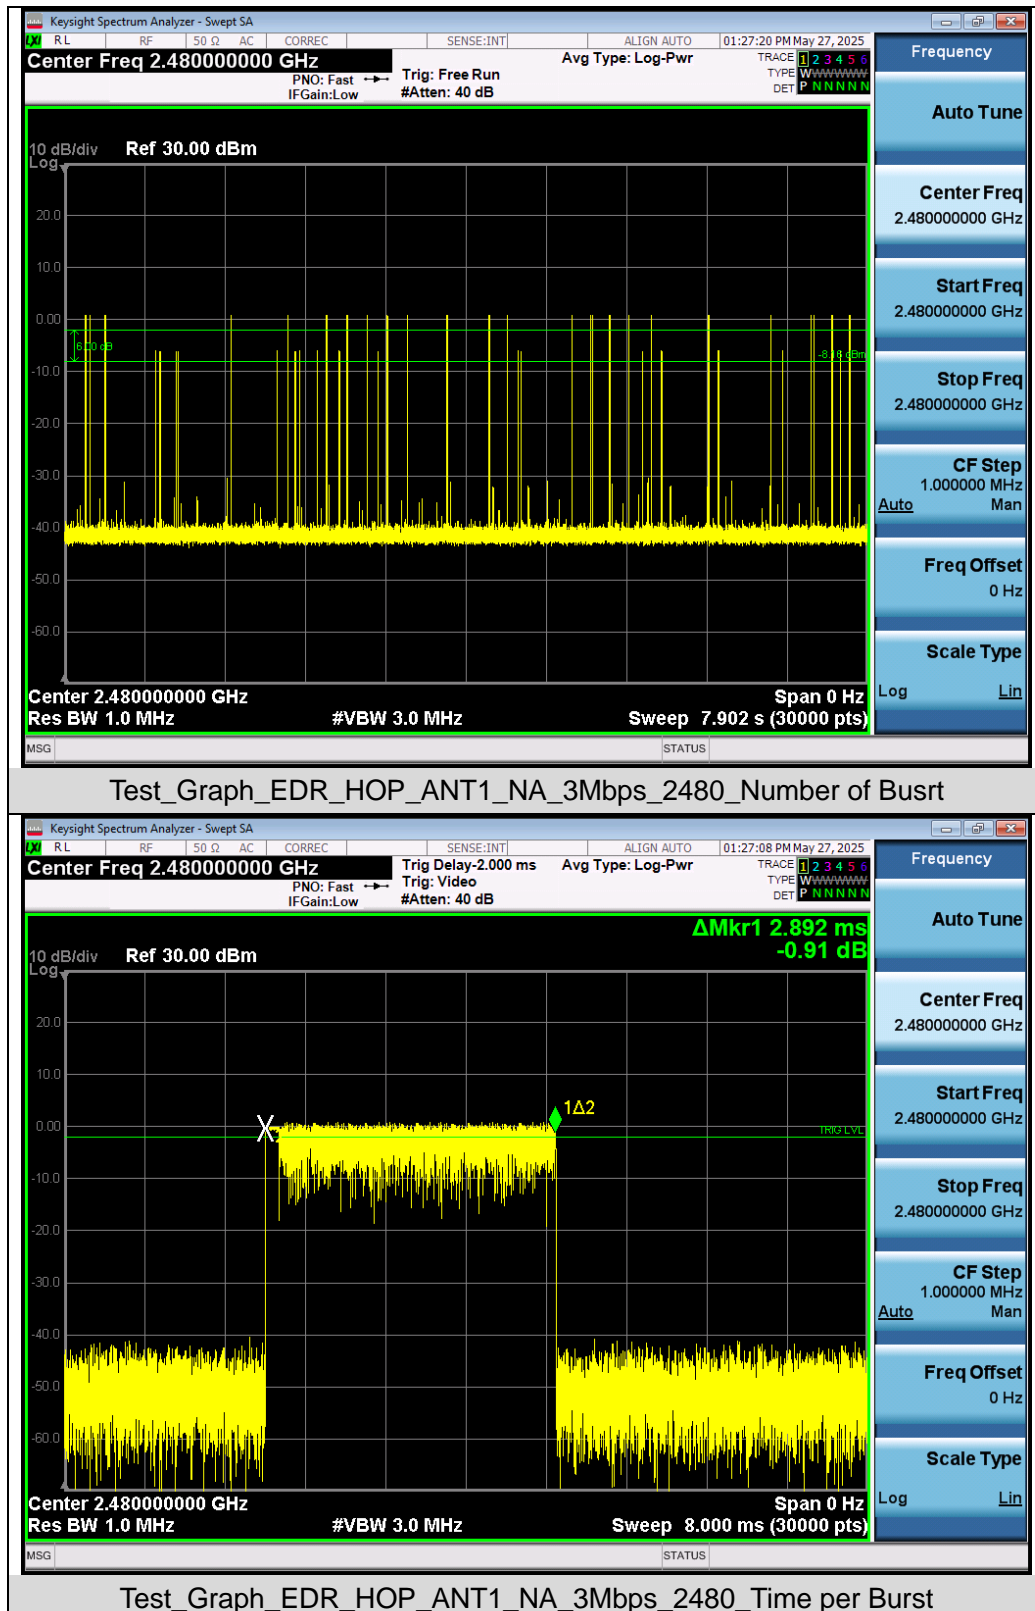 Keysight Spectrum Analyzer - Swept SA
LXI RL RF 50 Ω AC CORREC SENSE:INT ALIGN AUTO 01:27:20 PM May 27, 2025
Center Freq 2.480000000 GHz Avg Type: Log-Pwr TRACE 1 2 3 4 5 6
PNO: Fast Trig: Free Run TYPE WWWWWW
IFGain:Low #Atten: 40 dB DET P N N N N N
10 dB/div Ref 30.00 dBm
Log
20.0
10.0
0.00
6.00 dB
-8.16 dBm
-10.0
-20.0
-30.0
-40.0
-50.0
-60.0
Center 2.480000000 GHz Span 0 Hz
Res BW 1.0 MHz #VBW 3.0 MHz Sweep 7.902 s (30000 pts)
MSG STATUS
Frequency
Auto Tune
Center Freq
2.480000000 GHz
Start Freq
2.480000000 GHz
Stop Freq
2.480000000 GHz
CF Step
1.000000 MHz
Auto Man
Freq Offset
0 Hz
Scale Type
Log Lin
Test_Graph_EDR_HOP_ANT1_NA_3Mbps_2480_Number of Busrt
Keysight Spectrum Analyzer - Swept SA
LXI RL RF 50 Ω AC CORREC SENSE:INT ALIGN AUTO 01:27:08 PM May 27, 2025
Center Freq 2.480000000 GHz Trig Delay-2.000 ms Avg Type: Log-Pwr TRACE 1 2 3 4 5 6
PNO: Fast Trig: Video TYPE WWWWWW
IFGain:Low #Atten: 40 dB DET P N N N N N
ΔMkr1 2.892 ms
-0.91 dB
10 dB/div Ref 30.00 dBm
Log
20.0
10.0
1Δ2
0.00
TRIG LVL
-10.0
-20.0
-30.0
-40.0
-50.0
-60.0
Center 2.480000000 GHz Span 0 Hz
Res BW 1.0 MHz #VBW 3.0 MHz Sweep 8.000 ms (30000 pts)
MSG STATUS
Frequency
Auto Tune
Center Freq
2.480000000 GHz
Start Freq
2.480000000 GHz
Stop Freq
2.480000000 GHz
CF Step
1.000000 MHz
Auto Man
Freq Offset
0 Hz
Scale Type
Log Lin
Test_Graph_EDR_HOP_ANT1_NA_3Mbps_2480_Time per Burst